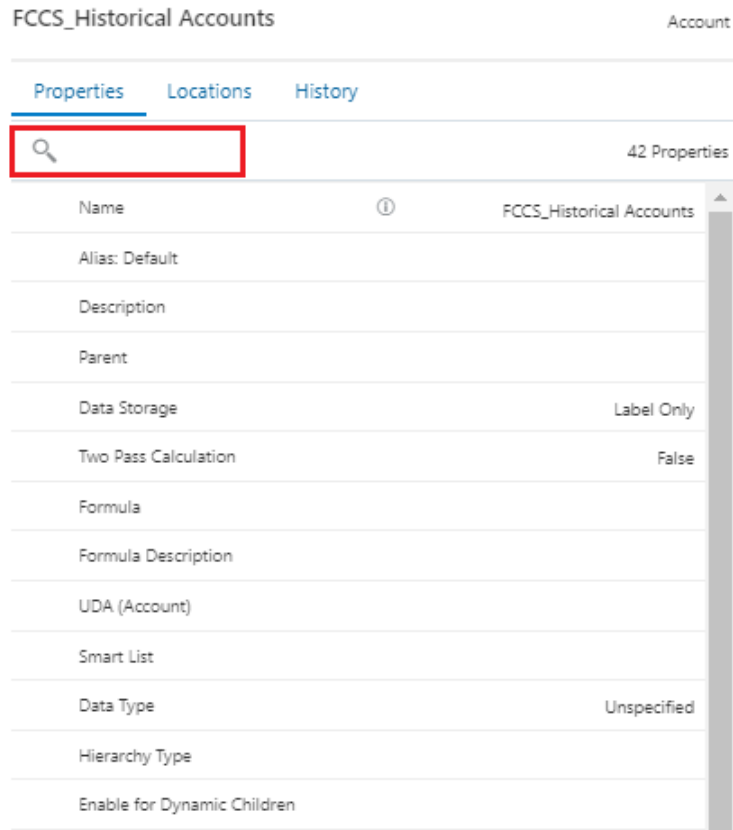 FCCS_Historical Accounts Account
Properties Locations History
42 Properties
Name FCCS_Historical Accounts
Alias: Default
Description
Parent
Data Storage Label Only
Two Pass Calculation False
Formula
Formula Description
UDA (Account)
Smart List
Data Type Unspecified
Hierarchy Type
Enable for Dynamic Children